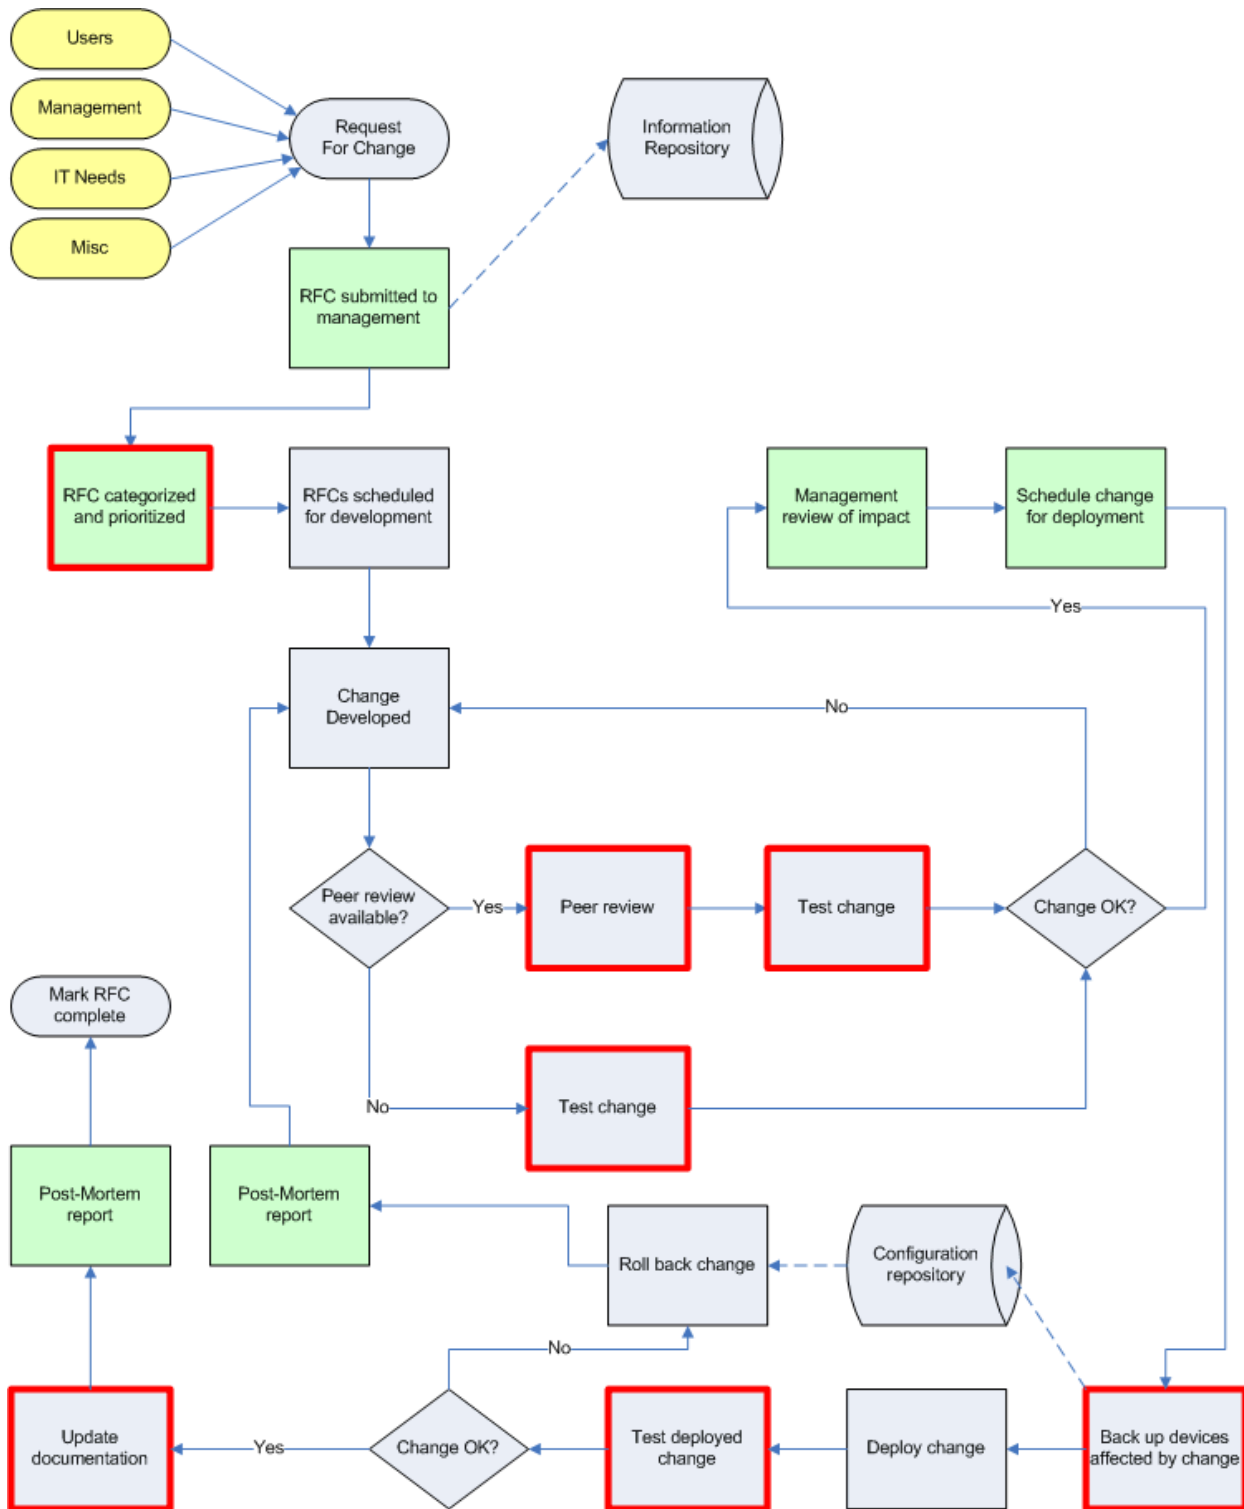 Users
Management
IT Needs
Misc
Request
For Change
Information
Repository
RFC submitted to
management
RFC categorized
and prioritized
RFCs scheduled
for development
Management
review of impact
Schedule change
for deployment
Yes
Change
Developed
No
Peer review
available?
Yes
Peer review
Test change
Change OK?
Mark RFC
complete
No
Test change
Post-Mortem
report
Post-Mortem
report
Roll back change
Configuration
repository
No
Update
documentation
Yes
Change OK?
Test deployed
change
Deploy change
Back up devices
affected by change